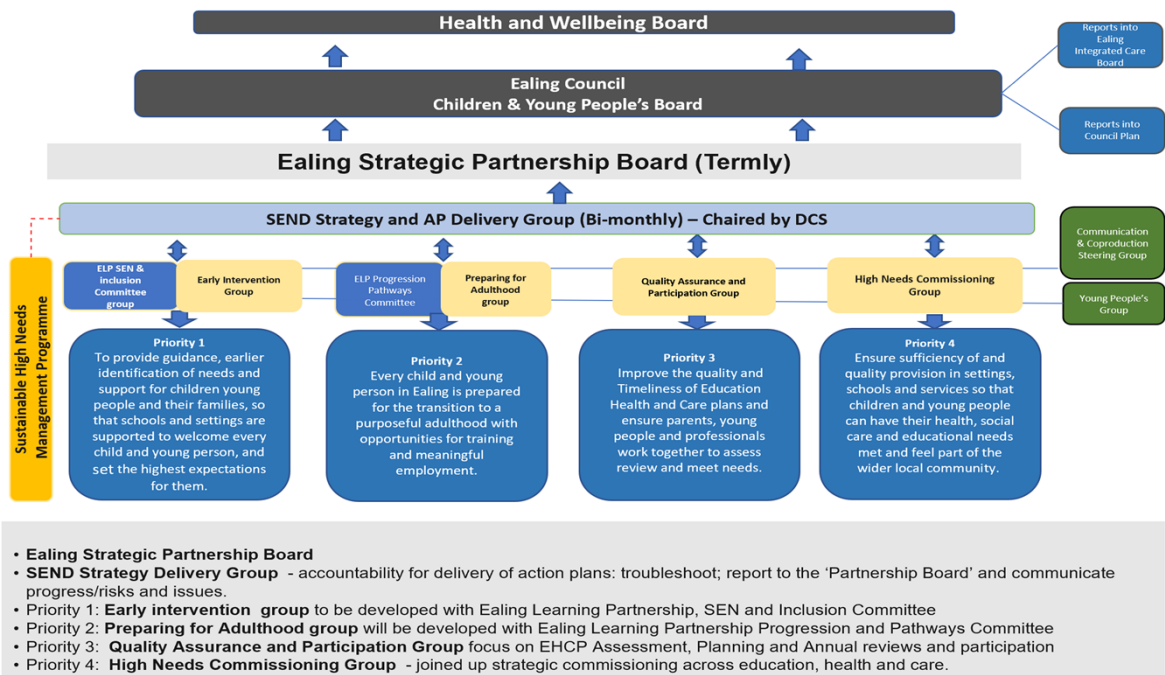 Health and Wellbeing Board
Reports into
Ealing
Integrated Care
Board
Ealing Council
Children & Young People's Board
Reports into
Council Plan
Ealing Strategic Partnership Board (Termly)
SEND Strategy and AP Delivery Group (Bi-monthly) – Chaired by DCS
Communication
& Coproduction
Steering Group
Young People's
Group
Sustainable High Needs
Management Programme
ELP SEN &
inclusion
Committee
group
Early Intervention
Group
ELP Progression
Pathways
Committee
Preparing for
Adulthood
group
Quality Assurance and
Participation Group
High Needs Commissioning
Group
Priority 1
To provide guidance, earlier
identification of needs and
support for children young
people and their families, so
that schools and settings are
supported to welcome every
child and young person, and
set the highest expectations
for them.
Priority 2
Every child and young
person in Ealing is prepared
for the transition to a
purposeful adulthood with
opportunities for training
and meaningful
employment.
Priority 3
Improve the quality and
Timeliness of Education
Health and Care plans and
ensure parents, young
people and professionals
work together to assess
review and meet needs.
Priority 4
Ensure sufficiency of and
quality provision in settings,
schools and services so that
children and young people
can have their health, social
care and educational needs
met and feel part of the
wider local community.
• Ealing Strategic Partnership Board
• SEND Strategy Delivery Group - accountability for delivery of action plans: troubleshoot; report to the 'Partnership Board' and communicate
progress/risks and issues.
• Priority 1: Early intervention group to be developed with Ealing Learning Partnership, SEN and Inclusion Committee
• Priority 2: Preparing for Adulthood group will be developed with Ealing Learning Partnership Progression and Pathways Committee
• Priority 3: Quality Assurance and Participation Group focus on EHCP Assessment, Planning and Annual reviews and participation
• Priority 4: High Needs Commissioning Group - joined up strategic commissioning across education, health and care.